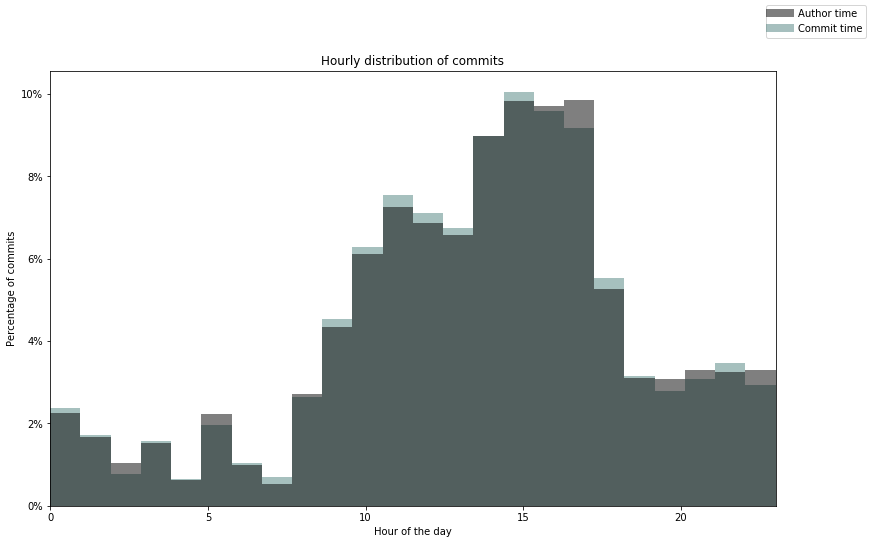 Author time
Commit time
Hourly distribution of commits
10%
8%
6%
4%
2%
0%
Percentage of commits
0 5 10 15 20
Hour of the day